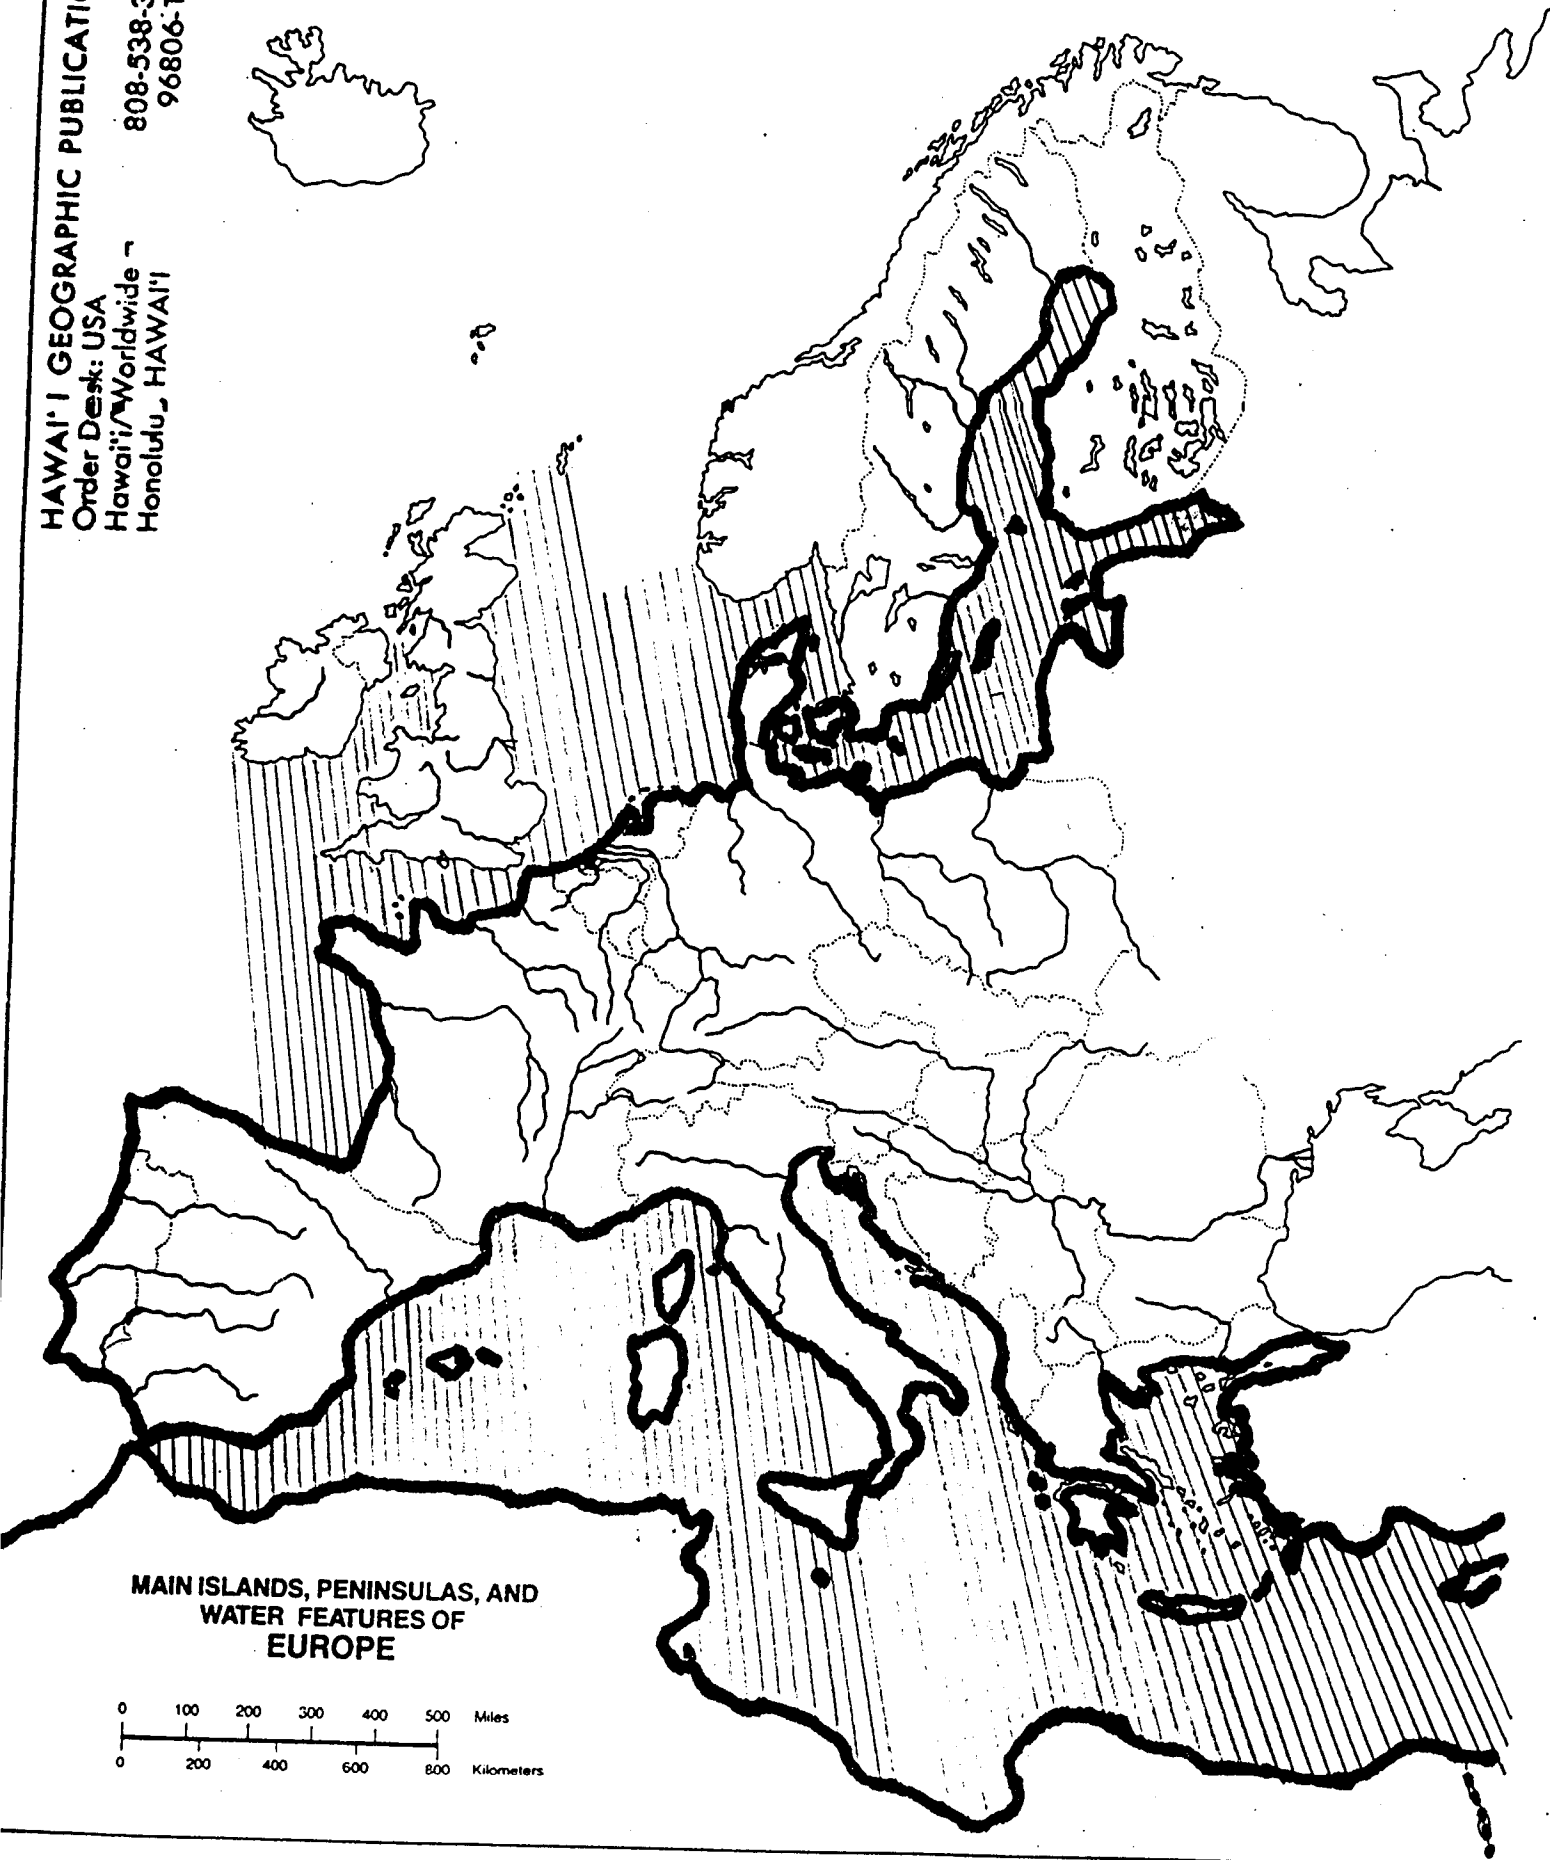 HAWAI'I GEOGRAPHIC
Order Desk: USA
Hawai'i/Worldwide – 808-538-3
Honolulu, HAWAI'I 96806-1
MAIN ISLANDS, PENINSULAS, AND
WATER FEATURES OF
EUROPE
0 100 200 300 400 500 Miles
0 200 400 600 800 Kilometers